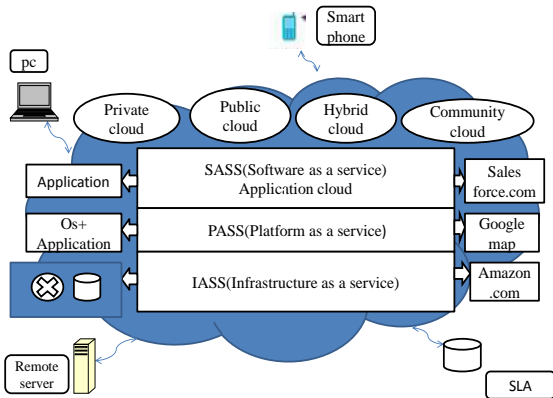 Smart
phone
pc
Private
cloud
Public
cloud
Hybrid
cloud
Community
cloud
Application
SASS(Software as a service)
Application cloud
Sales
force.com
Os+
Application
PASS(Platform as a service)
Google
map
IASS(Infrastructure as a service)
Amazon
.com
Remote
server
SLA